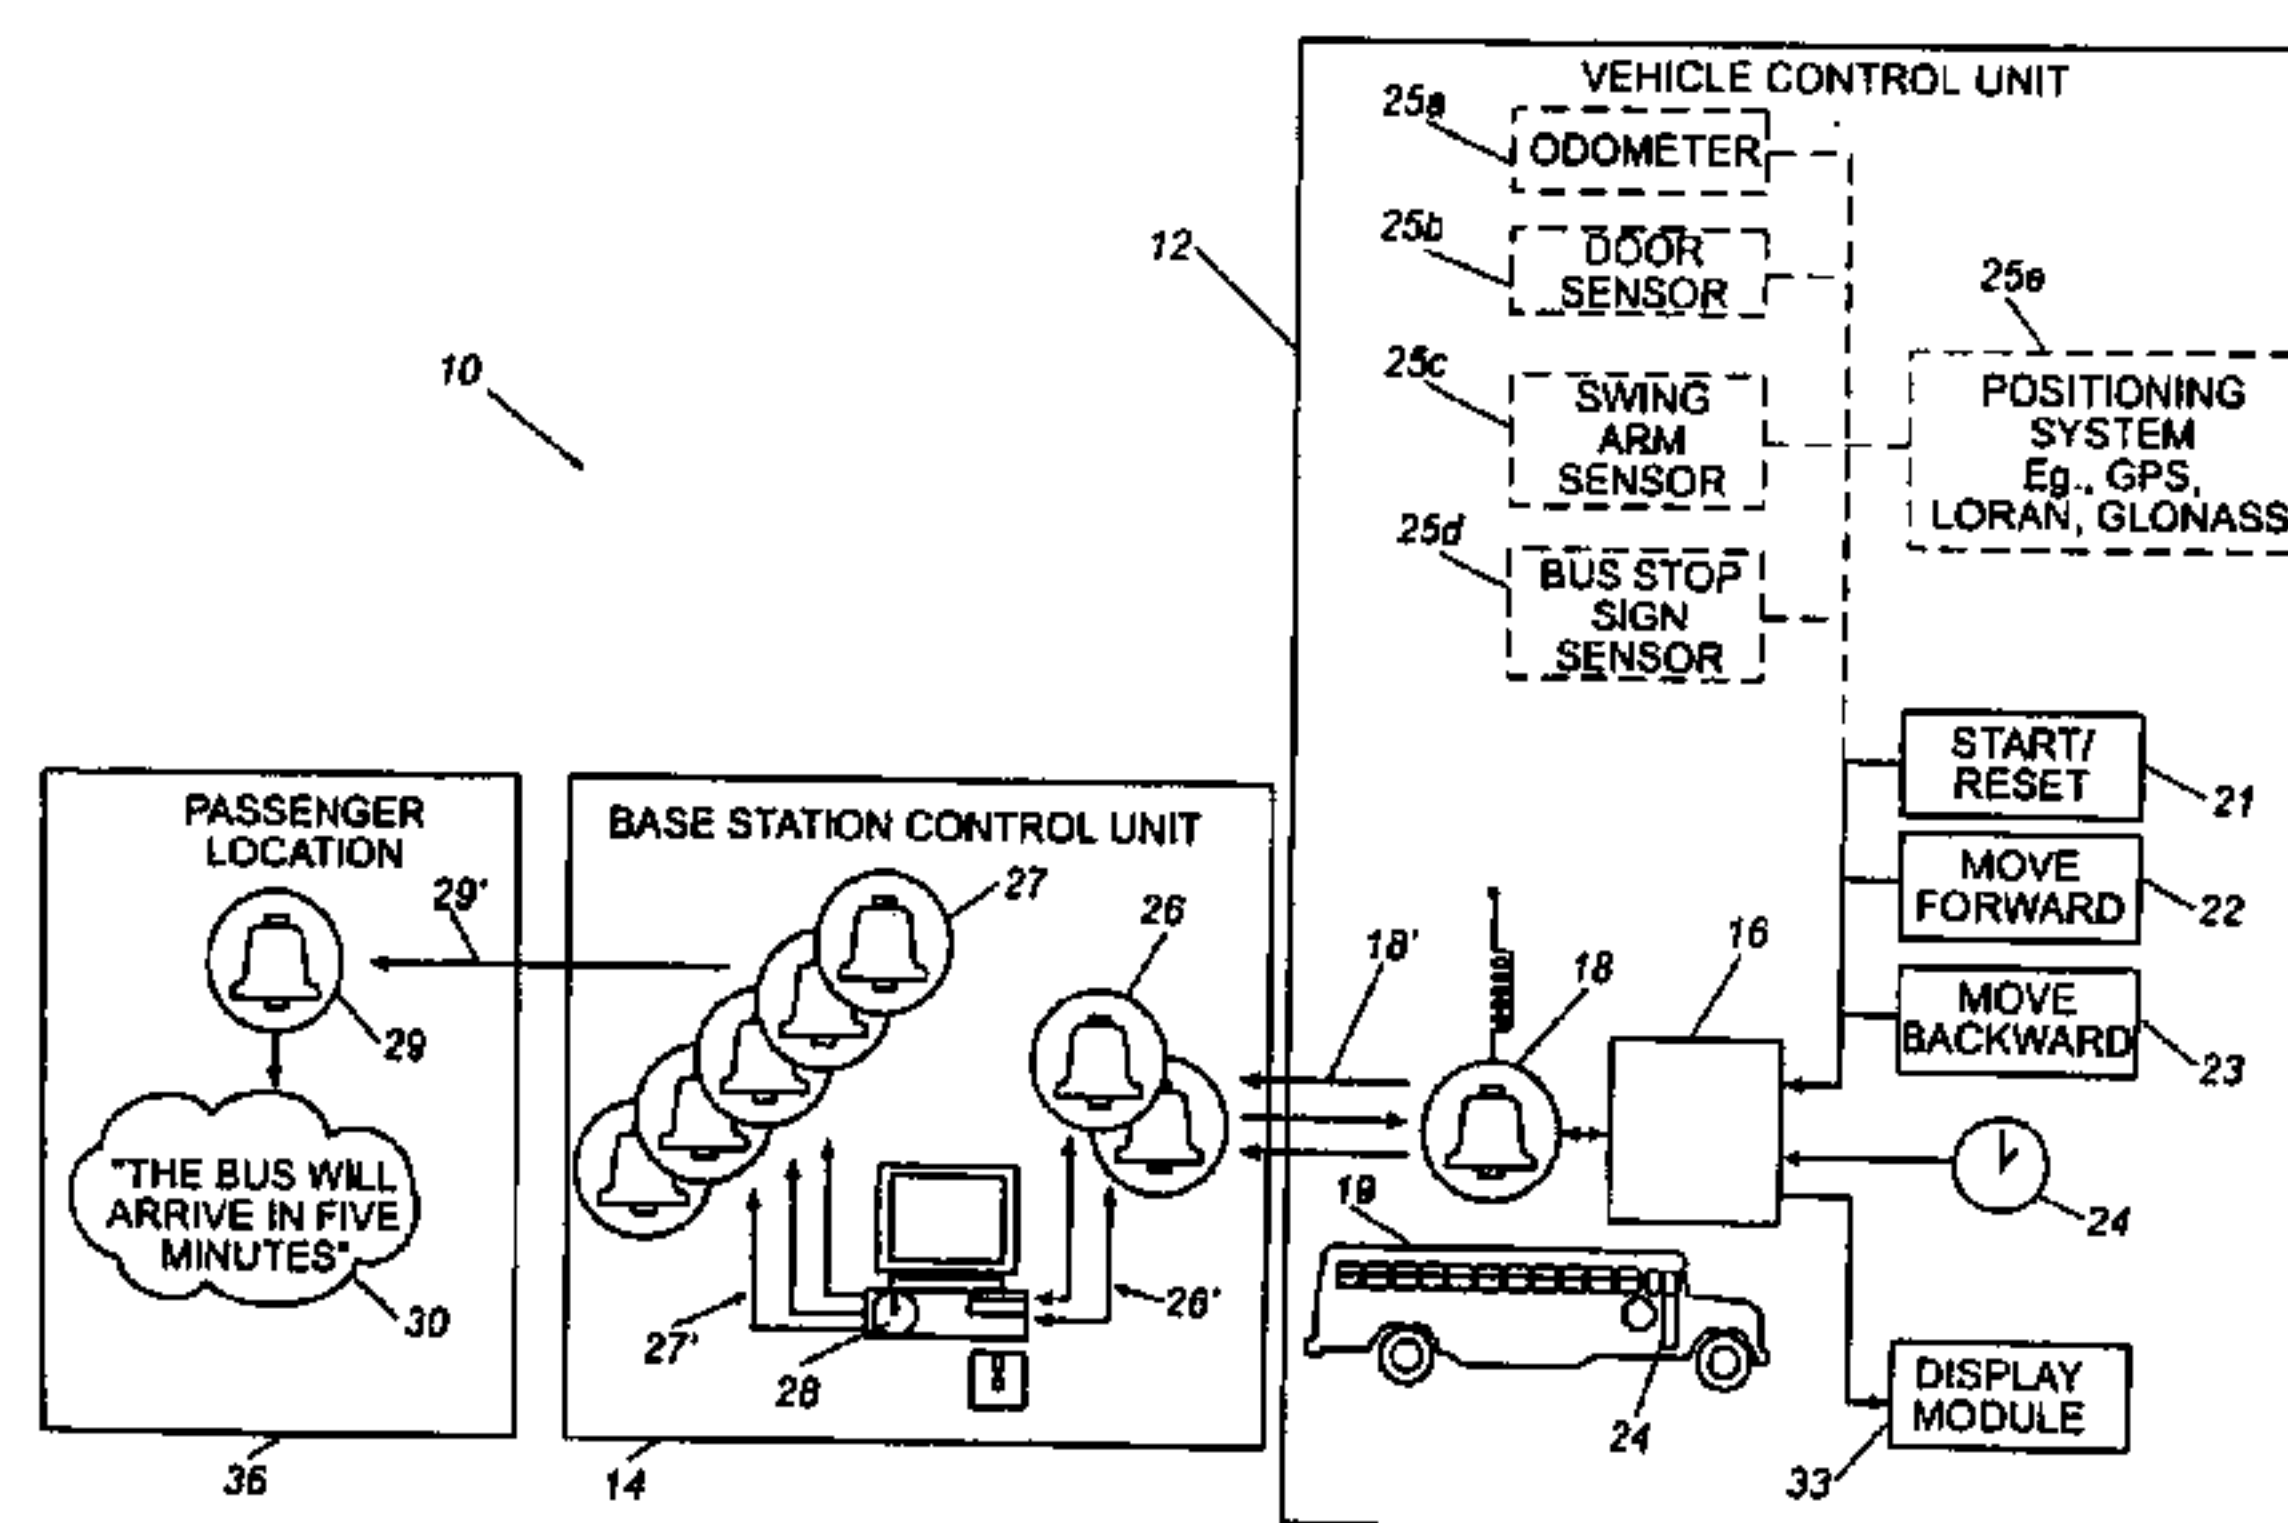 VEHICLE CONTROL UNIT
25a
ODOMETER
25b
DOOR
SENSOR
12
25e
25c
SWING
ARM
SENSOR
POSITIONING
SYSTEM
Eg., GPS,
LORAN, GLONASS
10
25d
BUS STOP
SIGN
SENSOR
START/
RESET
21
MOVE
FORWARD
22
MOVE
BACKWARD
23
PASSENGER
LOCATION
29'
29
"THE BUS WILL
ARRIVE IN FIVE
MINUTES"
30
36
BASE STATION CONTROL UNIT
27
26
27'
28
26'
14
18'
18
16
19
24
24
DISPLAY
MODULE
33